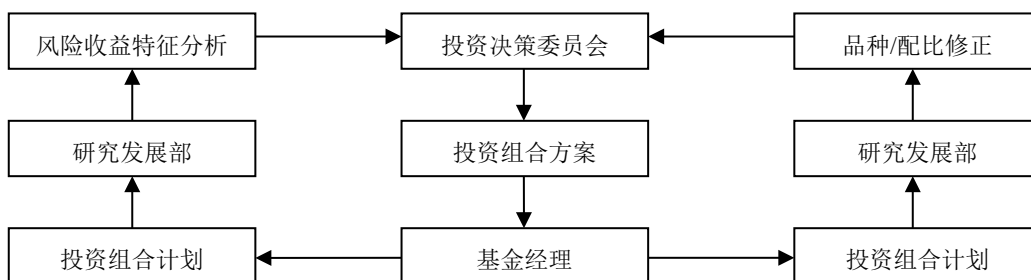 风险收益特征分析
投资决策委员会
品种/配比修正
研究发展部
投资组合方案
研究发展部
投资组合计划
基金经理
投资组合计划